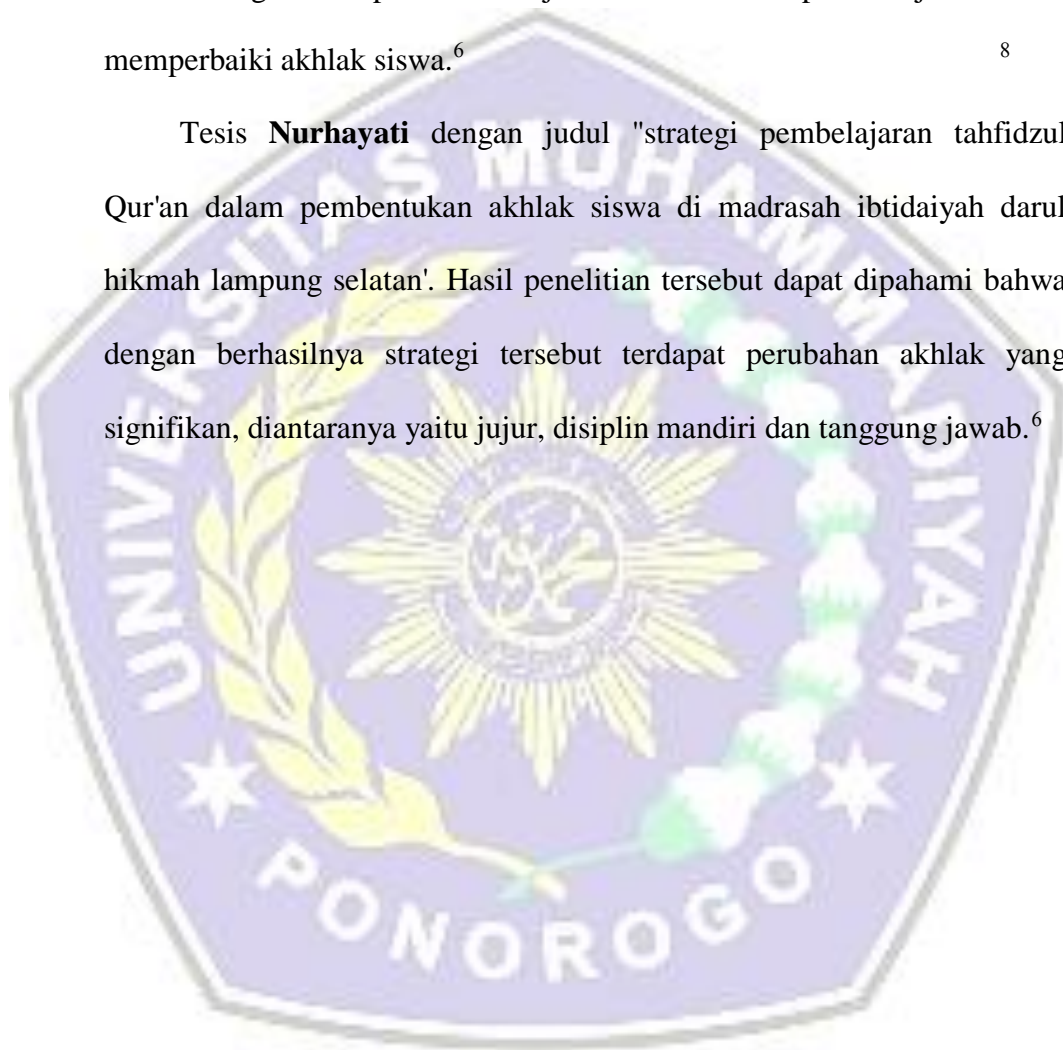 memperbaiki akhlak siswa.6
8
Tesis Nurhayati dengan judul "strategi pembelajaran tahfidzul
Qur'an dalam pembentukan akhlak siswa di madrasah ibtidaiyah darul
hikmah lampung selatan'. Hasil penelitian tersebut dapat dipahami bahwa
dengan berhasilnya strategi tersebut terdapat perubahan akhlak yang
signifikan, diantaranya yaitu jujur, disiplin mandiri dan tanggung jawab.6
UNIVERSITAS MUHAMMADIYAH
PONOROGO